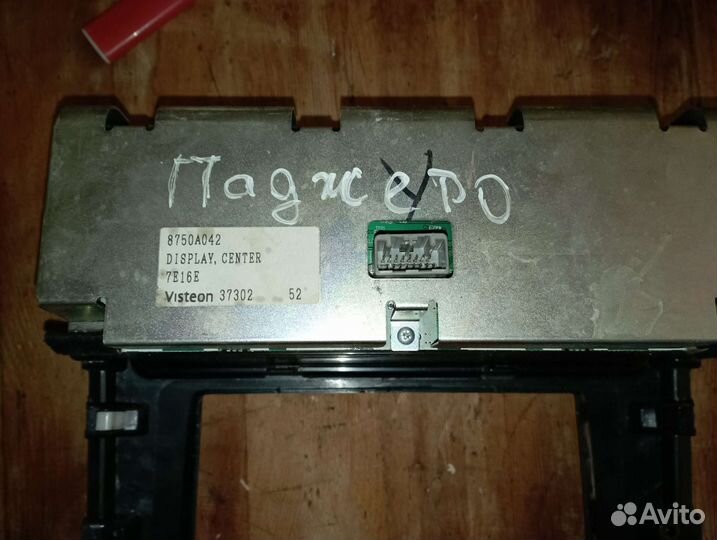 Паджеро
8750A042
DISPLAY, CENTER
7E16E
Visteon 37302 52
Avito